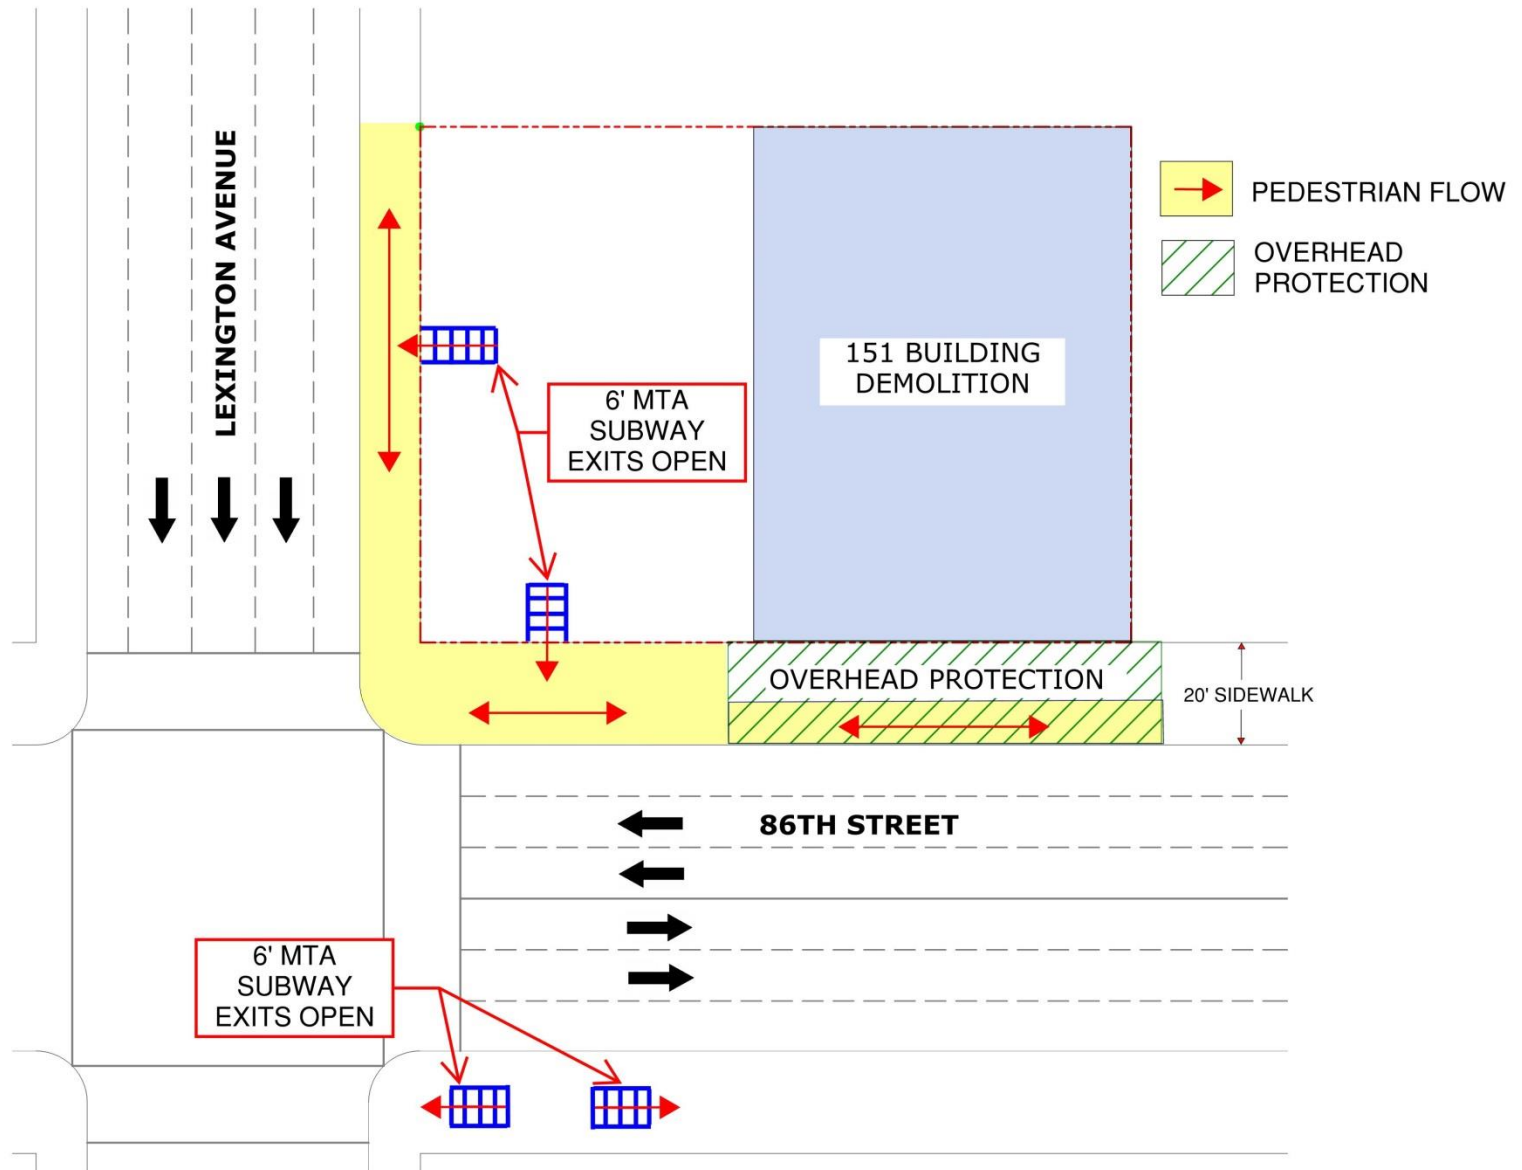 LEXINGTON AVENUE
PEDESTRIAN FLOW
OVERHEAD
PROTECTION
151 BUILDING
DEMOLITION
6' MTA
SUBWAY
EXITS OPEN
OVERHEAD PROTECTION
20' SIDEWALK
86TH STREET
6' MTA
SUBWAY
EXITS OPEN